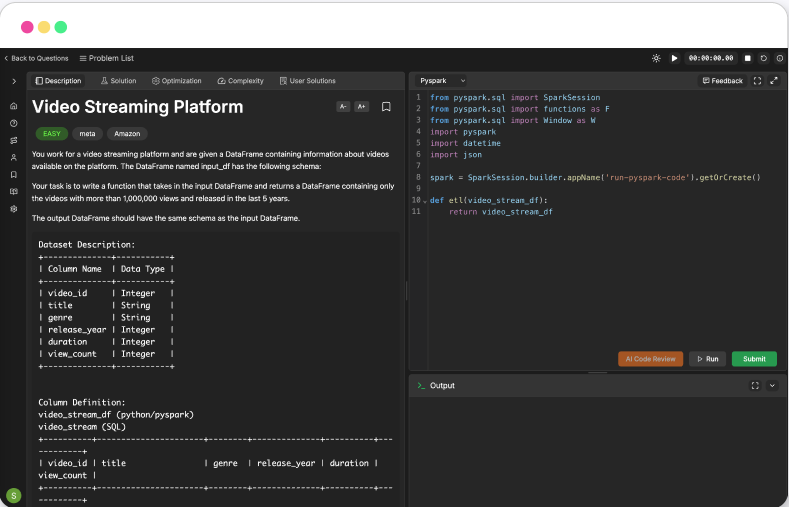 < Back to Questions
Problem List
00:00:00.00
Description
Solution
Optimization
Complexity
User Solutions
Video Streaming Platform
A-
A+
EASY
meta
Amazon
You work for a video streaming platform and are given a DataFrame containing information about videos
available on the platform. The DataFrame named input_df has the following schema:
Your task is to write a function that takes in the input DataFrame and returns a DataFrame containing only
the videos with more than 1,000,000 views and released in the last 5 years.
The output DataFrame should have the same schema as the input DataFrame.
Dataset Description:
+--------------+-----------+
| Column Name | Data Type |
+--------------+-----------+
| video_id | Integer |
| title | String |
| genre | String |
| release_year | Integer |
| duration | Integer |
| view_count | Integer |
+--------------+-----------+
Column Definition:
video_stream_df (python/pyspark)
video_stream (SQL)
+----------+----------------------+--------+--------------+----------+---
---------+
| video_id | title | genre | release_year | duration |
view_count |
+----------+----------------------+--------+--------------+----------+---
---------+
S
Pyspark
Feedback
1 from pyspark.sql import SparkSession
2 from pyspark.sql import functions as F
3 from pyspark.sql import Window as W
4 import pyspark
5 import datetime
6 import json
7
8 spark = SparkSession.builder.appName('run-pyspark-code').getOrCreate()
9
10 def etl(video_stream_df):
11 return video_stream_df
AI Code Review
Run
Submit
>_ Output